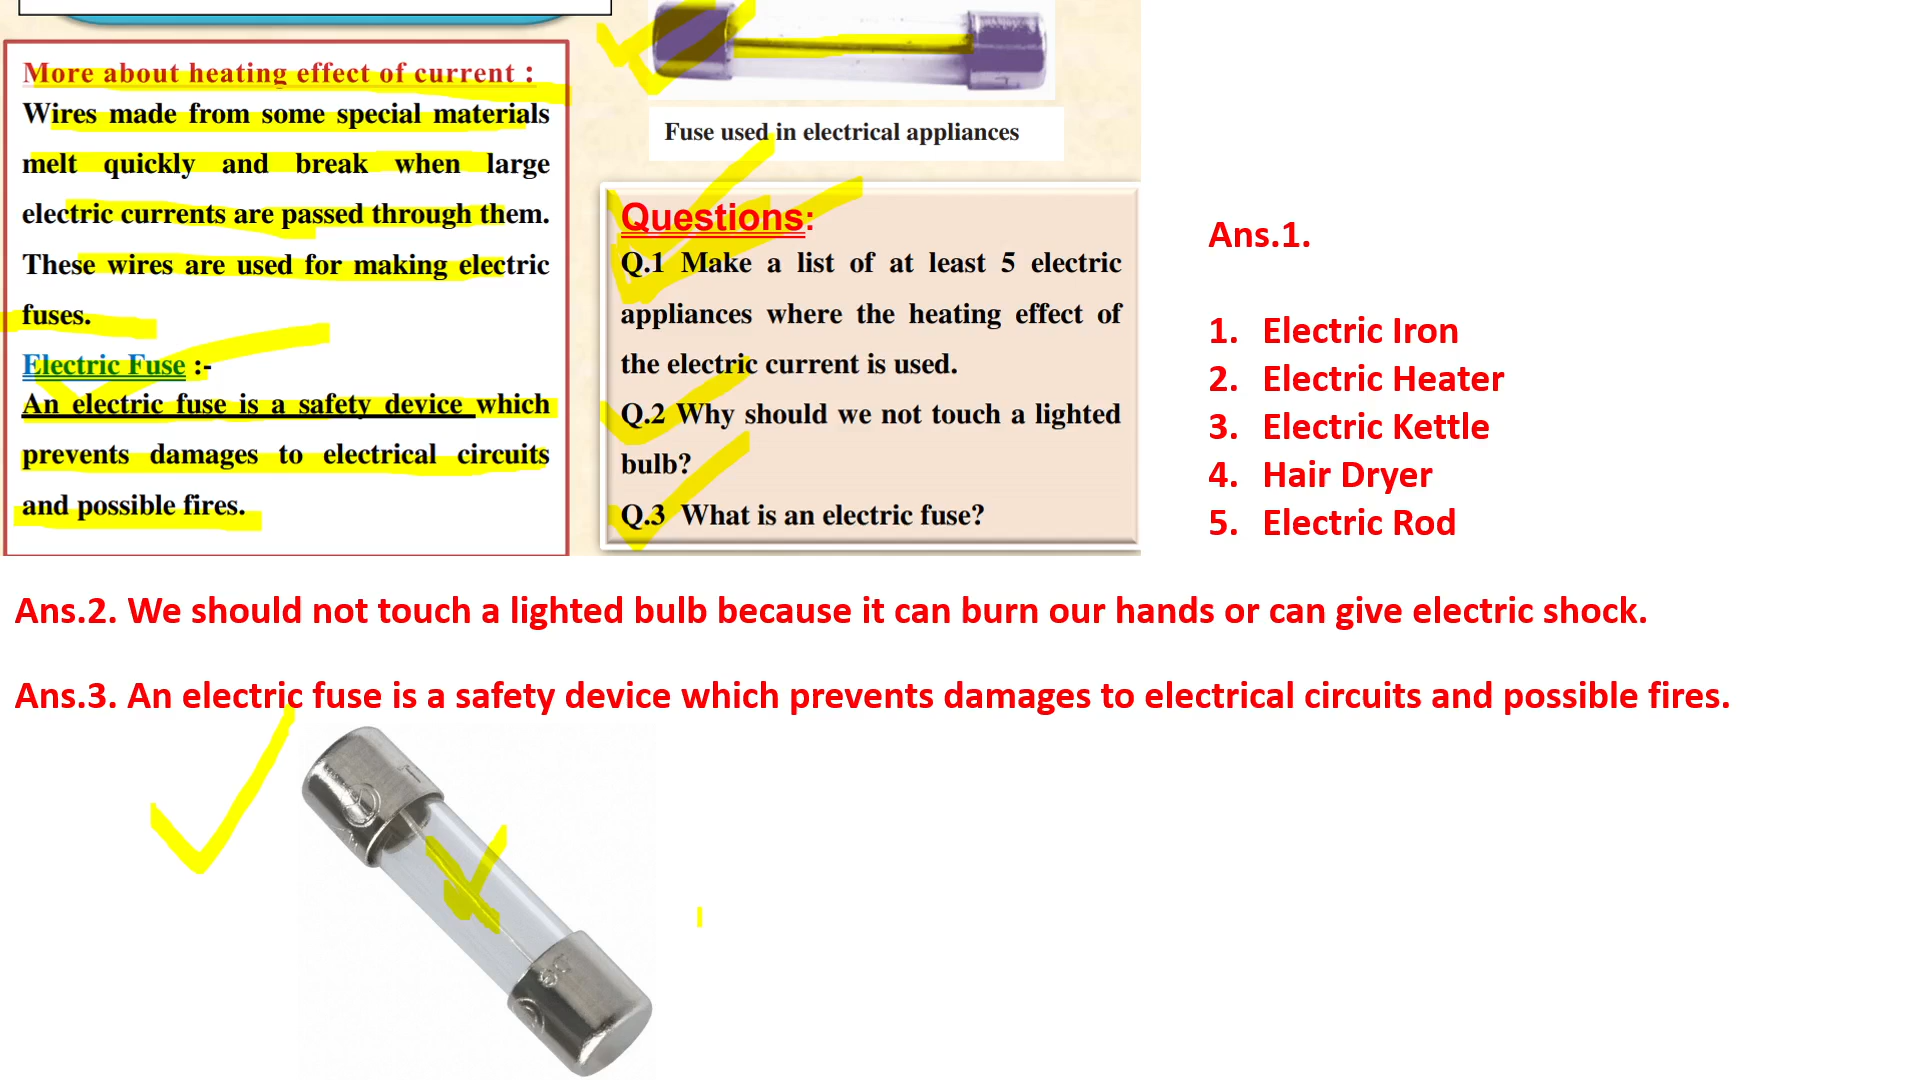 More about heating effect of current :
Wires made from some special materials
melt quickly and break when large
electric currents are passed through them.
These wires are used for making electric
fuses.
Electric Fuse :-
An electric fuse is a safety device which
prevents damages to electrical circuits
and possible fires.
Fuse used in electrical appliances
Questions:
Q.1 Make a list of at least 5 electric
appliances where the heating effect of
the electric current is used.
Q.2 Why should we not touch a lighted
bulb?
Q.3 What is an electric fuse?
Ans.1.
1. Electric Iron
2. Electric Heater
3. Electric Kettle
4. Hair Dryer
5. Electric Rod
Ans.2. We should not touch a lighted bulb because it can burn our hands or can give electric shock.
Ans.3. An electric fuse is a safety device which prevents damages to electrical circuits and possible fires.